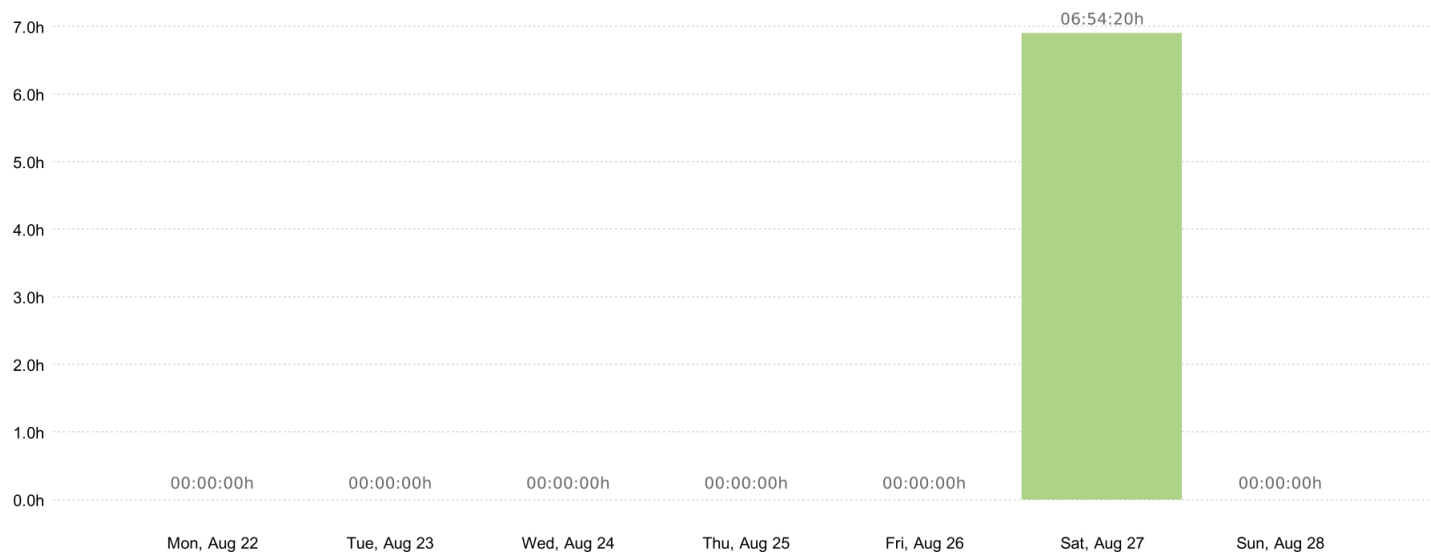 06:54:20h
7.0h
6.0h
5.0h
4.0h
3.0h
2.0h
1.0h
00:00:00h 00:00:00h 00:00:00h 00:00:00h 00:00:00h 00:00:00h
0.0h
Mon, Aug 22 Tue, Aug 23 Wed, Aug 24 Thu, Aug 25 Fri, Aug 26 Sat, Aug 27 Sun, Aug 28